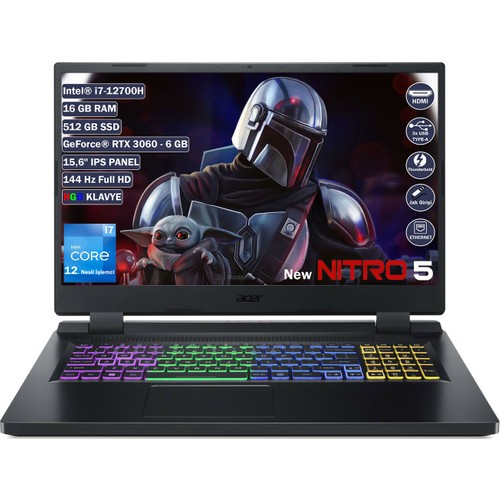 Intel® i7-12700H
16 GB RAM
512 GB SSD
GeForce® RTX 3060 - 6 GB
15,6" IPS PANEL
144 Hz Full HD
RGB KLAVYE
intel
CORE
i7
12. Nesil İşlemci
HDMI
3x USB
TYPE-A
Thunderbolt
Jak Girişi
ETHERNET
New NITRO 5
acer